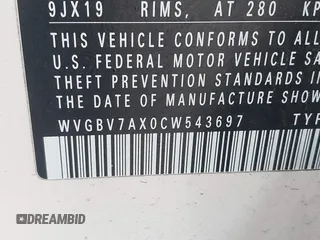 9JX19 RIMS, AT 280 KP
THIS VEHICLE CONFORMS TO ALL
U.S. FEDERAL MOTOR VEHICLE SA
THEFT PREVENTION STANDARDS IN
THE DATE OF MANUFACTURE SHOW
WVGBV7AX0CW543697 TYP
DREAMBID